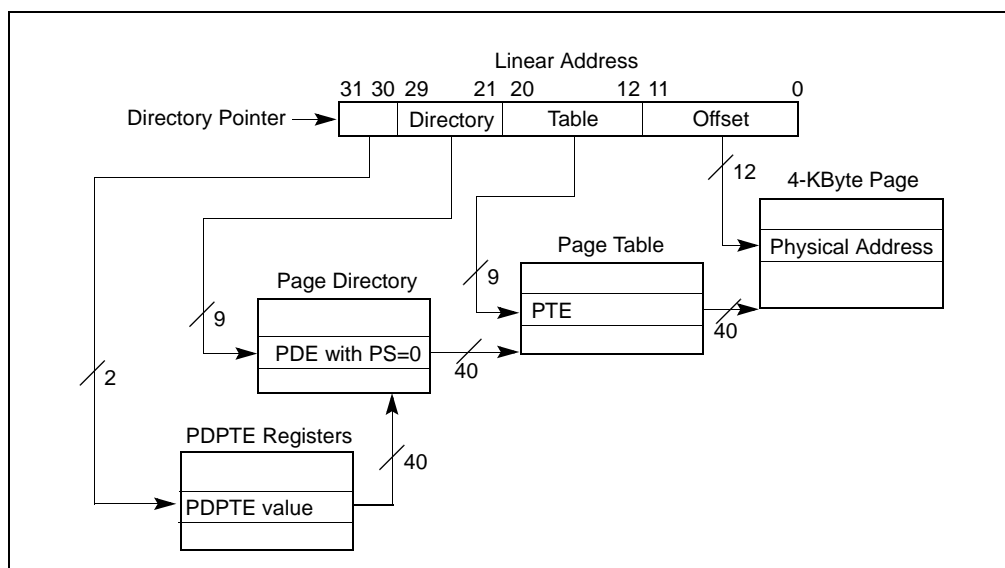 Linear Address
31 30 29 21 20 12 11 0
Directory Pointer
Directory Table Offset
12
4-KByte Page
Physical Address
Page Table
9
PTE
40
Page Directory
9
PDE with PS=0
40
2
PDPTE Registers
40
PDPTE value